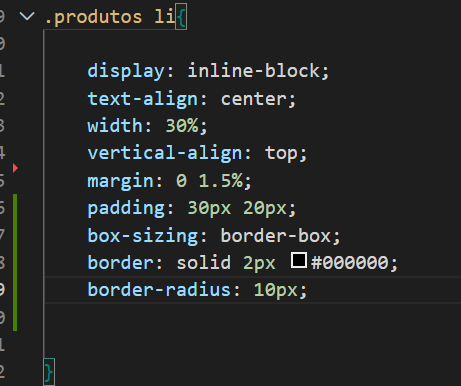 .produtos li{
display: inline-block;
text-align: center;
width: 30%;
vertical-align: top;
margin: 0 1.5%;
padding: 30px 20px;
box-sizing: border-box;
border: solid 2px #000000;
border-radius: 10px;
}